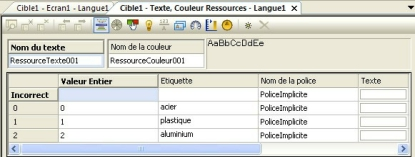 Cible1 - Ecran1 - Langue1 Cible1 - Texte, Couleur Ressources - Langue1
Nom du texte Nom de la couleur AaBbCcDdEe
RessourceTexte001 RessourceCouleur001
Valeur Entier Etiquette Nom de la police Texte
Incorrect PoliceImplicite
0 0 acier PoliceImplicite
1 1 plastique PoliceImplicite
2 2 aluminium PoliceImplicite